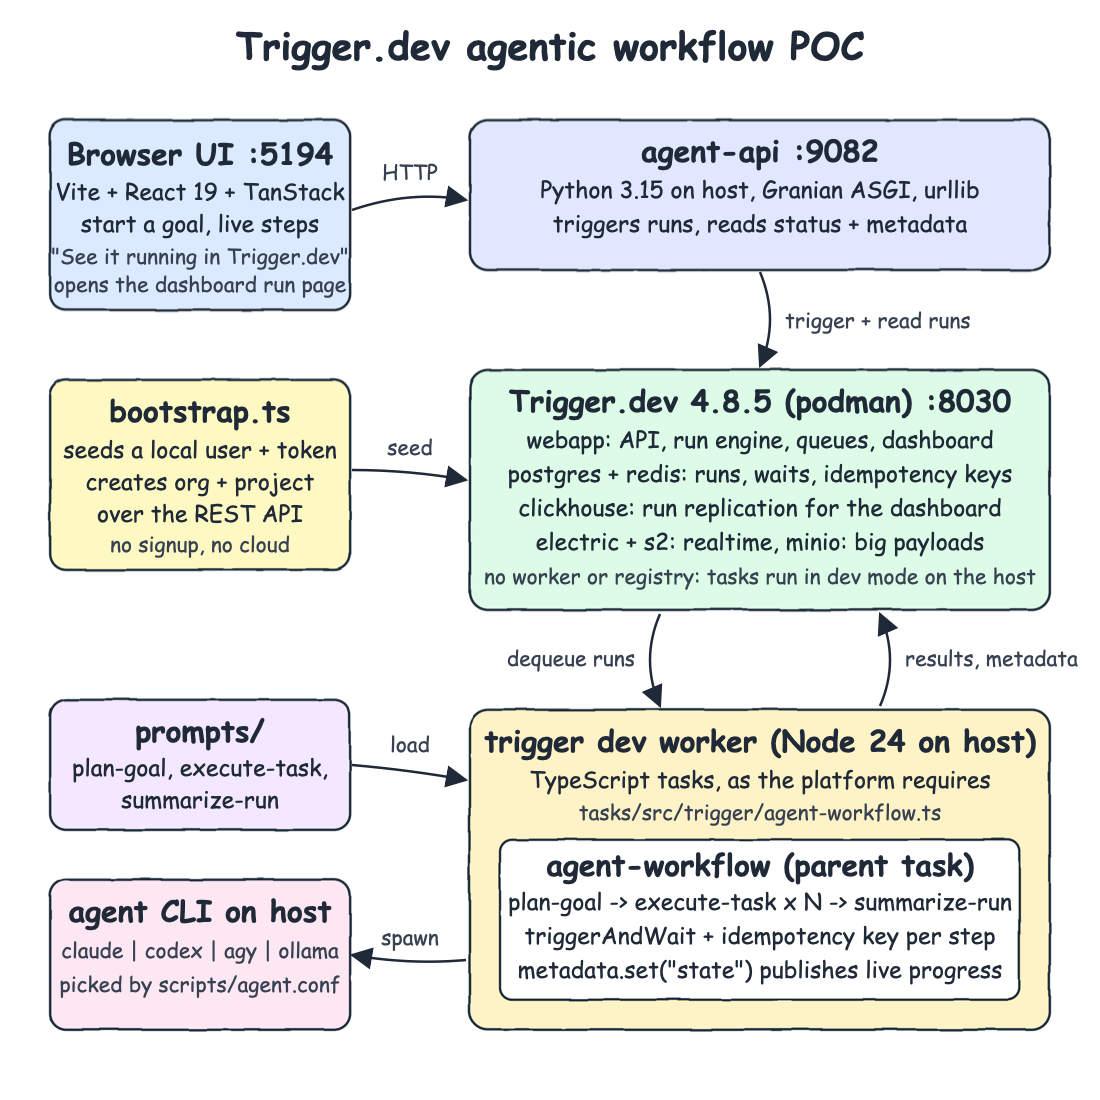 Trigger.dev agentic workflow POC
Browser UI :5194
Vite + React 19 + TanStack
start a goal, live steps
"See it running in Trigger.dev"
opens the dashboard run page
HTTP
agent-api :9082
Python 3.15 on host, Granian ASGI, urllib
triggers runs, reads status + metadata
trigger + read runs
bootstrap.ts
seeds a local user + token
creates org + project
over the REST API
no signup, no cloud
seed
Trigger.dev 4.8.5 (podman) :8030
webapp: API, run engine, queues, dashboard
postgres + redis: runs, waits, idempotency keys
clickhouse: run replication for the dashboard
electric + s2: realtime, minio: big payloads
no worker or registry: tasks run in dev mode on the host
dequeue runs
results, metadata
prompts/
plan-goal, execute-task,
summarize-run
load
trigger dev worker (Node 24 on host)
TypeScript tasks, as the platform requires
tasks/src/trigger/agent-workflow.ts
agent-workflow (parent task)
plan-goal -> execute-task x N -> summarize-run
triggerAndWait + idempotency key per step
metadata.set("state") publishes live progress
agent CLI on host
claude | codex | agy | ollama
picked by scripts/agent.conf
spawn